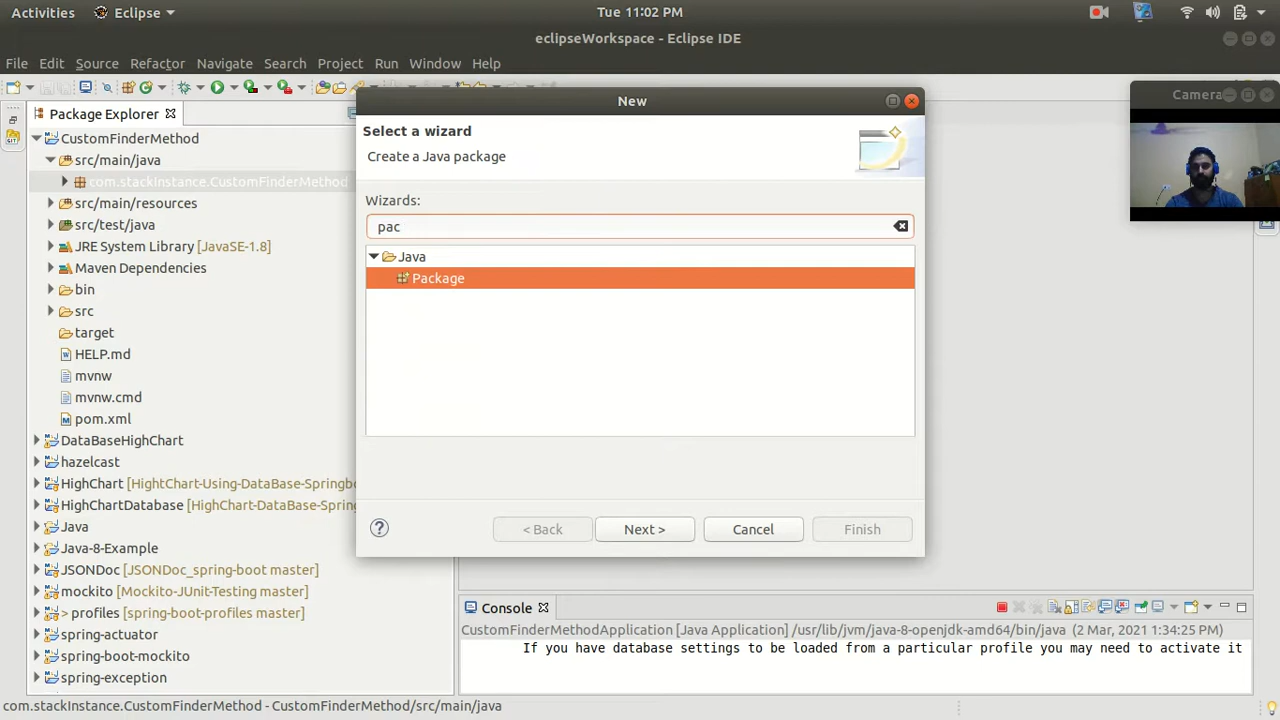 Activities Eclipse Tue 11:02 PM
eclipseWorkspace - Eclipse IDE
File Edit Source Refactor Navigate Search Project Run Window Help
Package Explorer
CustomFinderMethod
src/main/java
com.stackInstance.CustomFinderMethod
src/main/resources
src/test/java
JRE System Library [JavaSE-1.8]
Maven Dependencies
bin
src
target
HELP.md
mvnw
mvnw.cmd
pom.xml
DataBaseHighChart
hazelcast
HighChart [HightChart-Using-DataBase-Springb
HighChartDatabase [HighChart-DataBase-Spring
Java
Java-8-Example
JSONDoc [JSONDoc_spring-boot master]
mockito [Mockito-JUnit-Testing master]
> profiles [spring-boot-profiles master]
spring-actuator
spring-boot-mockito
spring-exception
New
Select a wizard
Create a Java package
Wizards:
pac
Java
Package
< Back Next > Cancel Finish
Camera
Console
CustomFinderMethodApplication [Java Application] /usr/lib/jvm/java-8-openjdk-amd64/bin/java (2 Mar, 2021 1:34:25 PM)
If you have database settings to be loaded from a particular profile you may need to activate it
com.stackInstance.CustomFinderMethod - CustomFinderMethod/src/main/java